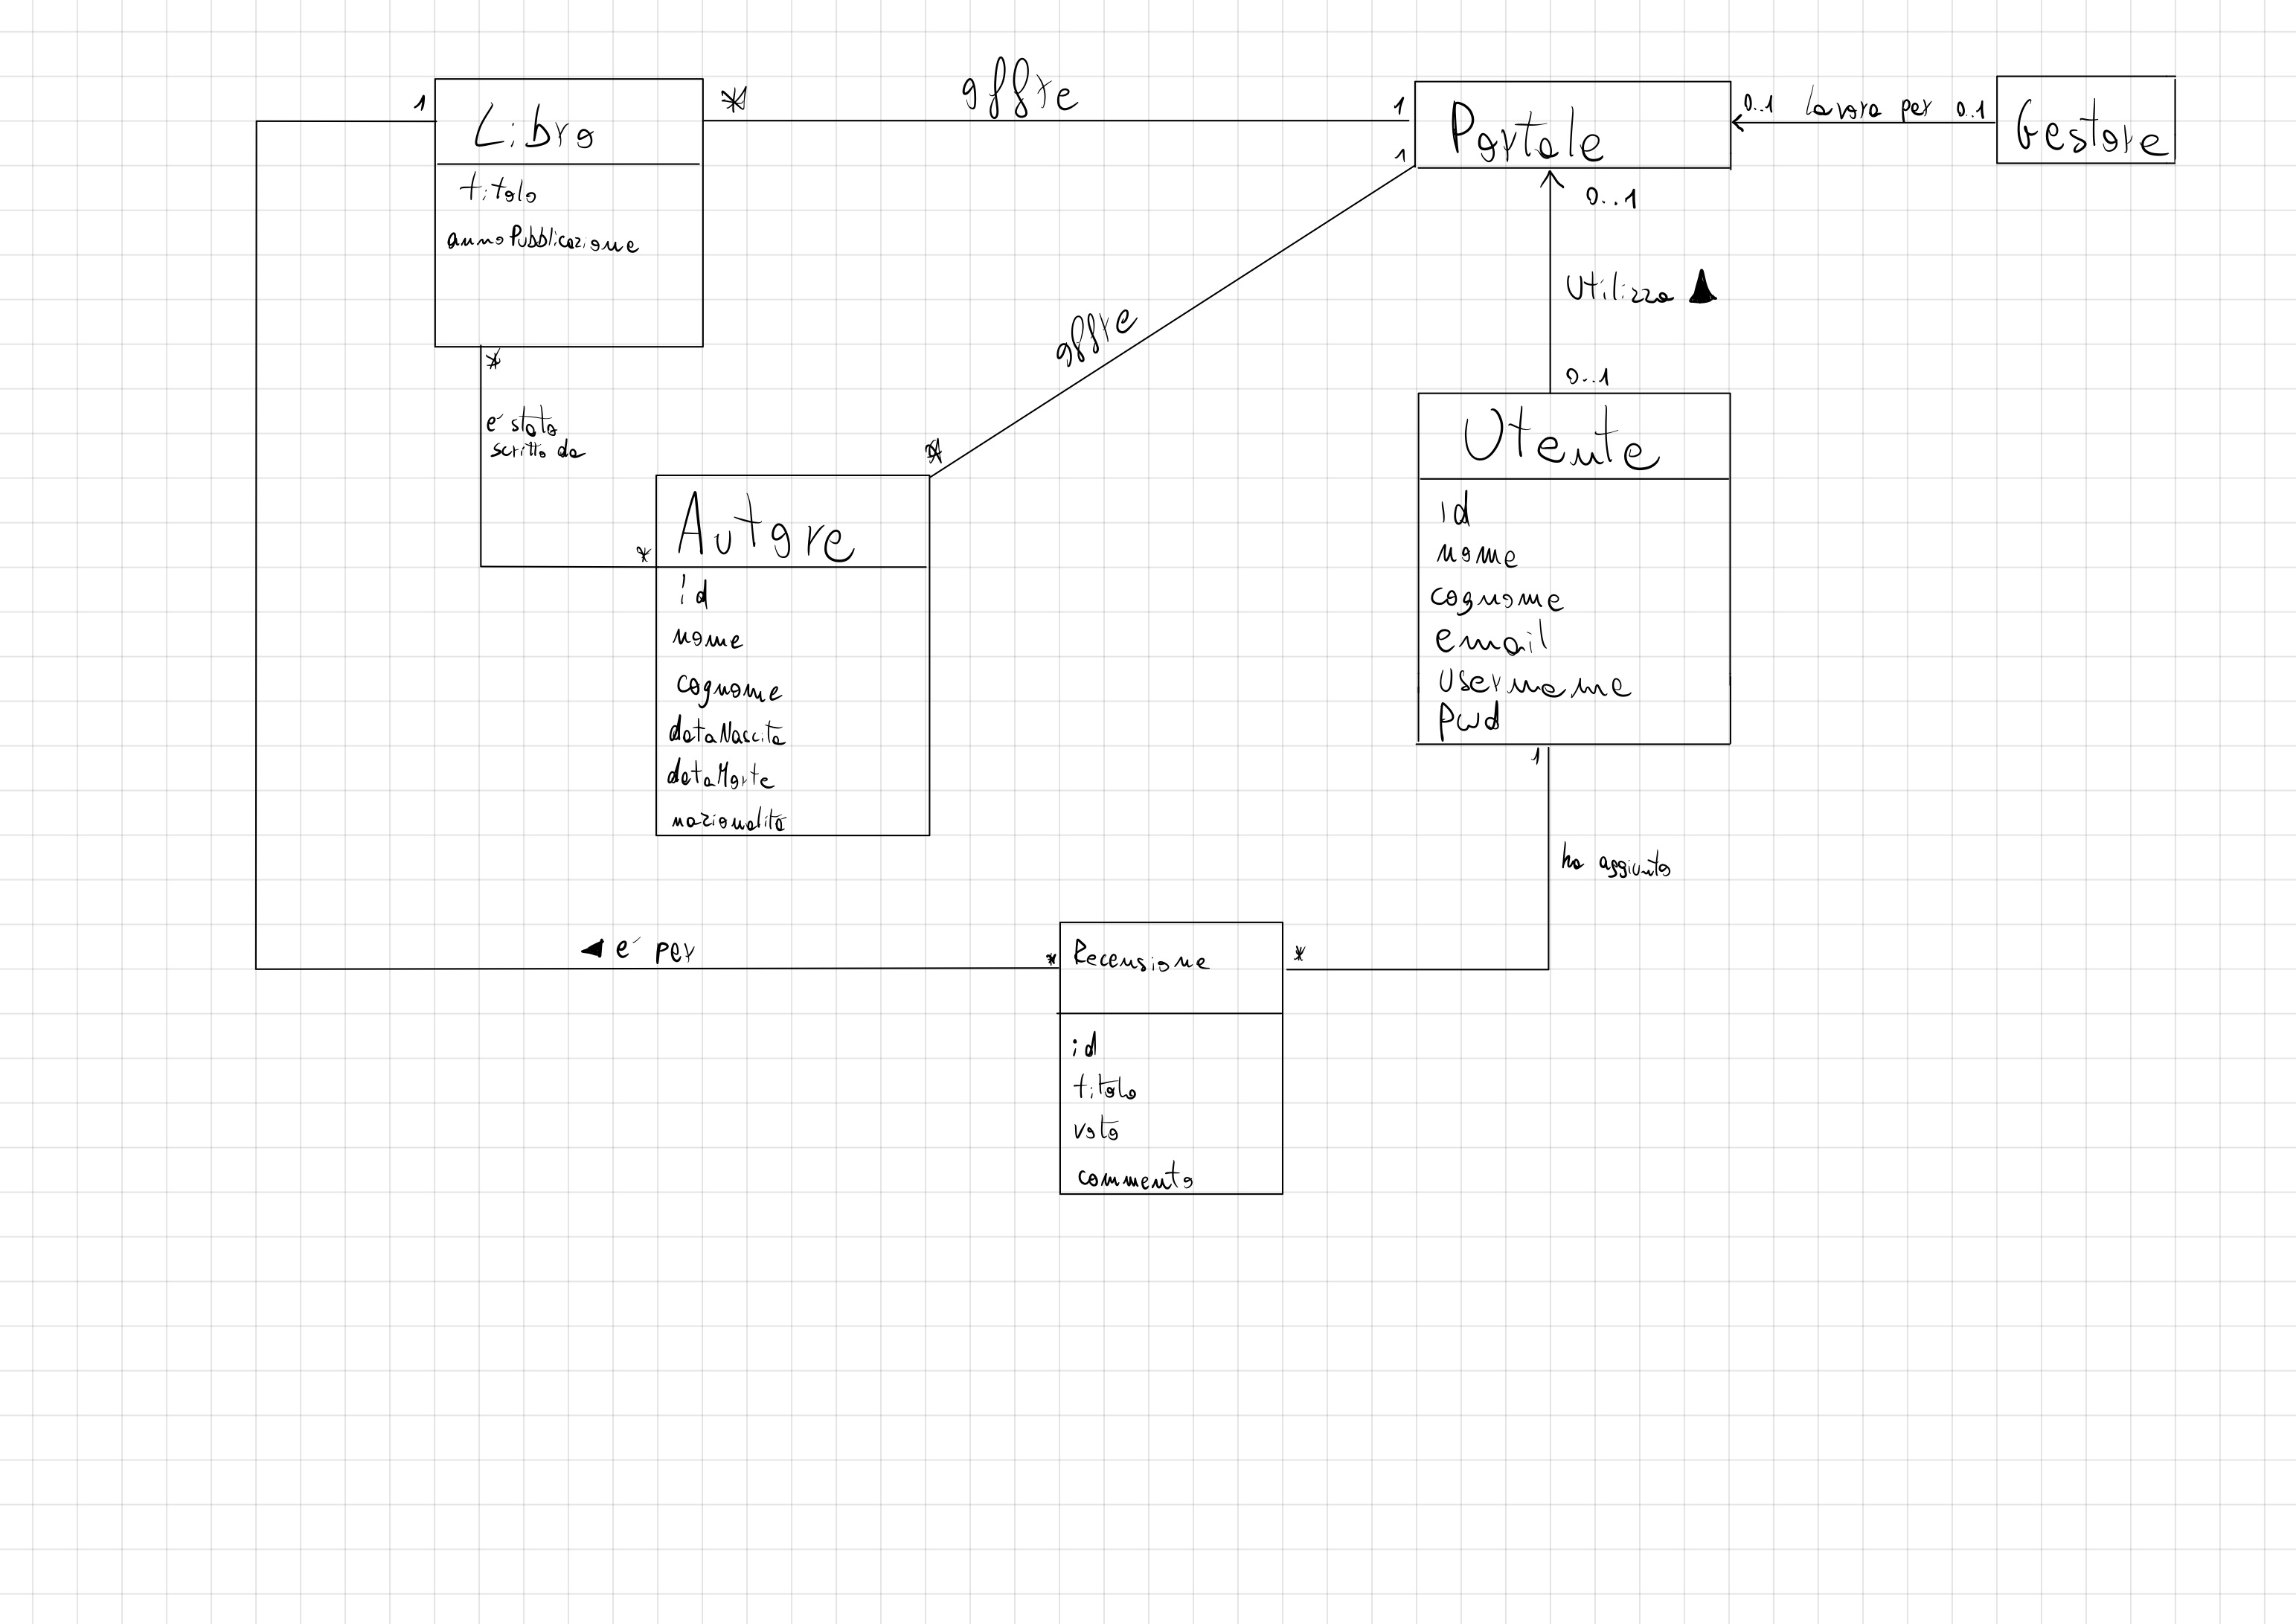 1
Libro
*
offre
1
Portale
0..1
lavora per
0..1
Gestore
1
titolo
annoPubblicazione
0..1
Utilizza
offre
*
0..1
è stato
scritto da
*
Utente
*
Autore
id
nome
cognome
email
username
pwd
id
nome
cognome
dataNascita
dataMorte
nazionalità
1
ha aggiunto
è per
*
Recensione
*
id
titolo
voto
commento